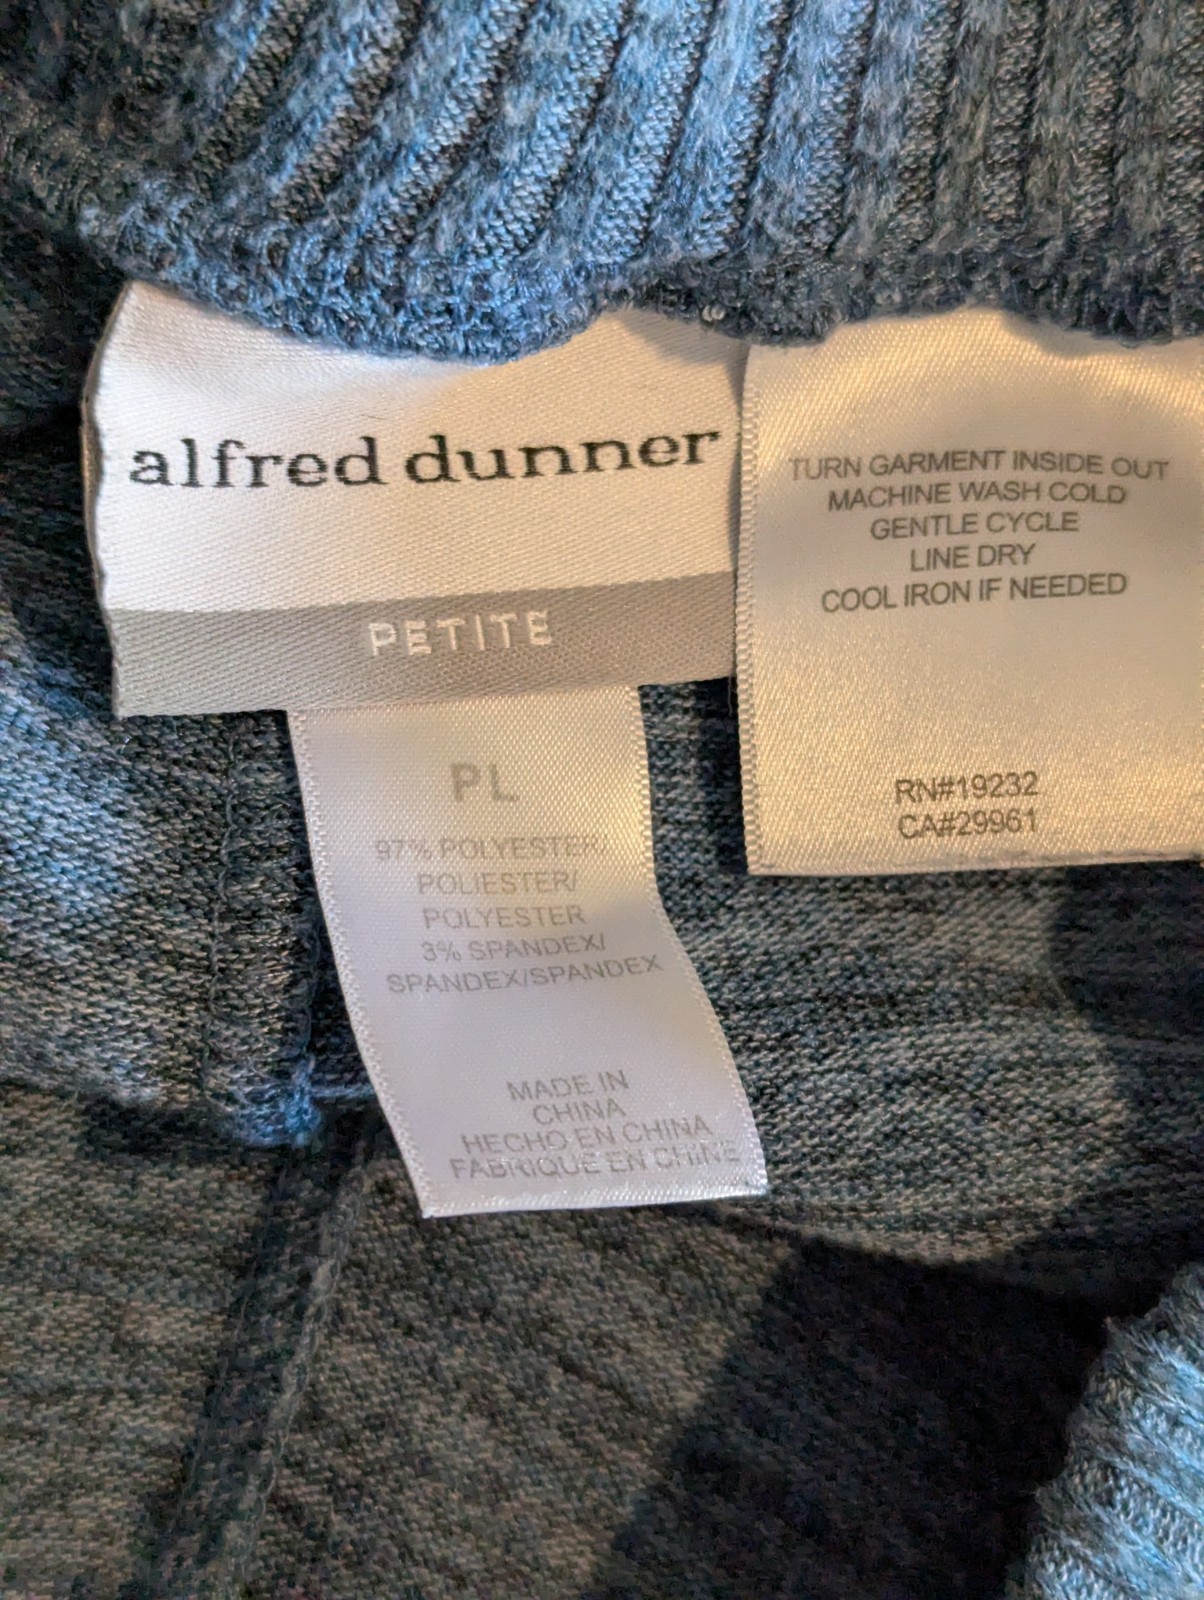 alfred dunner
PETITE
PL
97% POLYESTER/
POLIESTER/
POLYESTER
3% SPANDEX/
SPANDEX/SPANDEX
MADE IN
CHINA
HECHO EN CHINA
FABRIQUE EN CHINE
TURN GARMENT INSIDE OUT
MACHINE WASH COLD
GENTLE CYCLE
LINE DRY
COOL IRON IF NEEDED
RN#19232
CA#29961